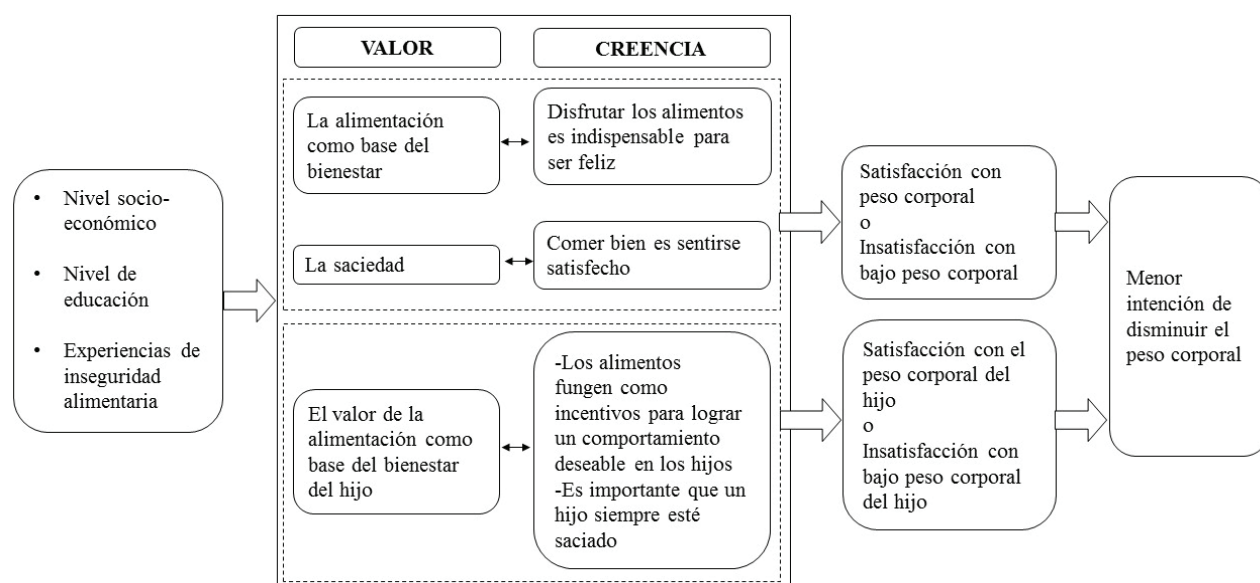 • Nivel socio-
económico
• Nivel de
educación
• Experiencias de
inseguridad
alimentaria
VALOR
CREENCIA
La alimentación
como base del
bienestar
Disfrutar los alimentos
es indispensable para
ser feliz
La saciedad
Comer bien es sentirse
satisfecho
El valor de la
alimentación como
base del bienestar
del hijo
-Los alimentos
fungen como
incentivos para lograr
un comportamiento
deseable en los hijos
-Es importante que un
hijo siempre esté
saciado
Satisfacción con
peso corporal
o
Insatisfacción con
bajo peso corporal
Satisfacción con el
peso corporal del
hijo
o
Insatisfacción con
bajo peso corporal
del hijo
Menor
intención de
disminuir el
peso corporal